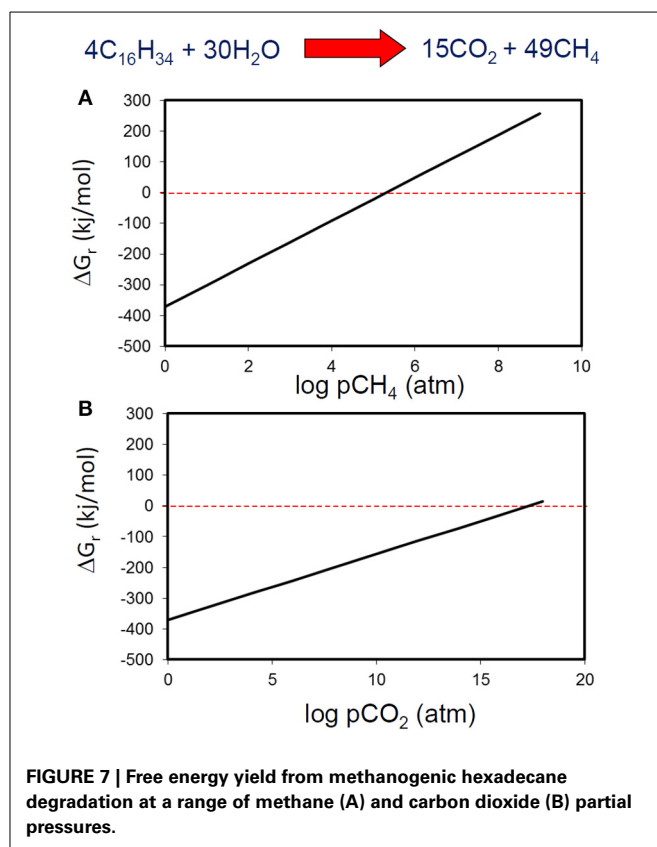 4C₁₆H₃₄ + 30H₂O 15CO₂ + 49CH₄
A
300
200
100
0
-100
-200
-300
-400
-500
ΔGᵣ (kj/mol)
0 2 4 6 8 10
log pCH₄ (atm)
B
300
200
100
0
-100
-200
-300
-400
-500
ΔGᵣ (kj/mol)
0 5 10 15 20
log pCO₂ (atm)
FIGURE 7 | Free energy yield from methanogenic hexadecane
degradation at a range of methane (A) and carbon dioxide (B) partial
pressures.